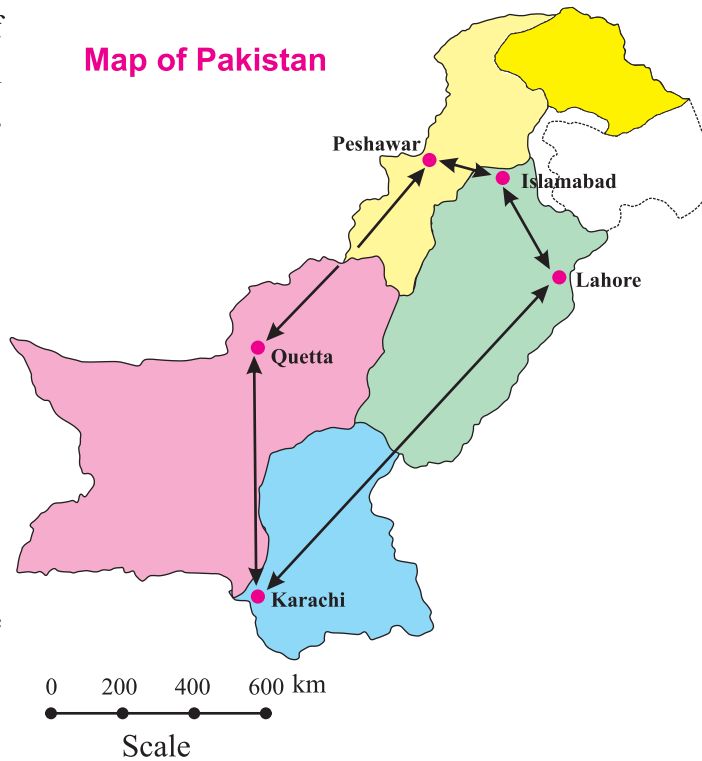 Map of Pakistan
Peshawar
Islamabad
Lahore
Quetta
Karachi
0 200 400 600 km
Scale